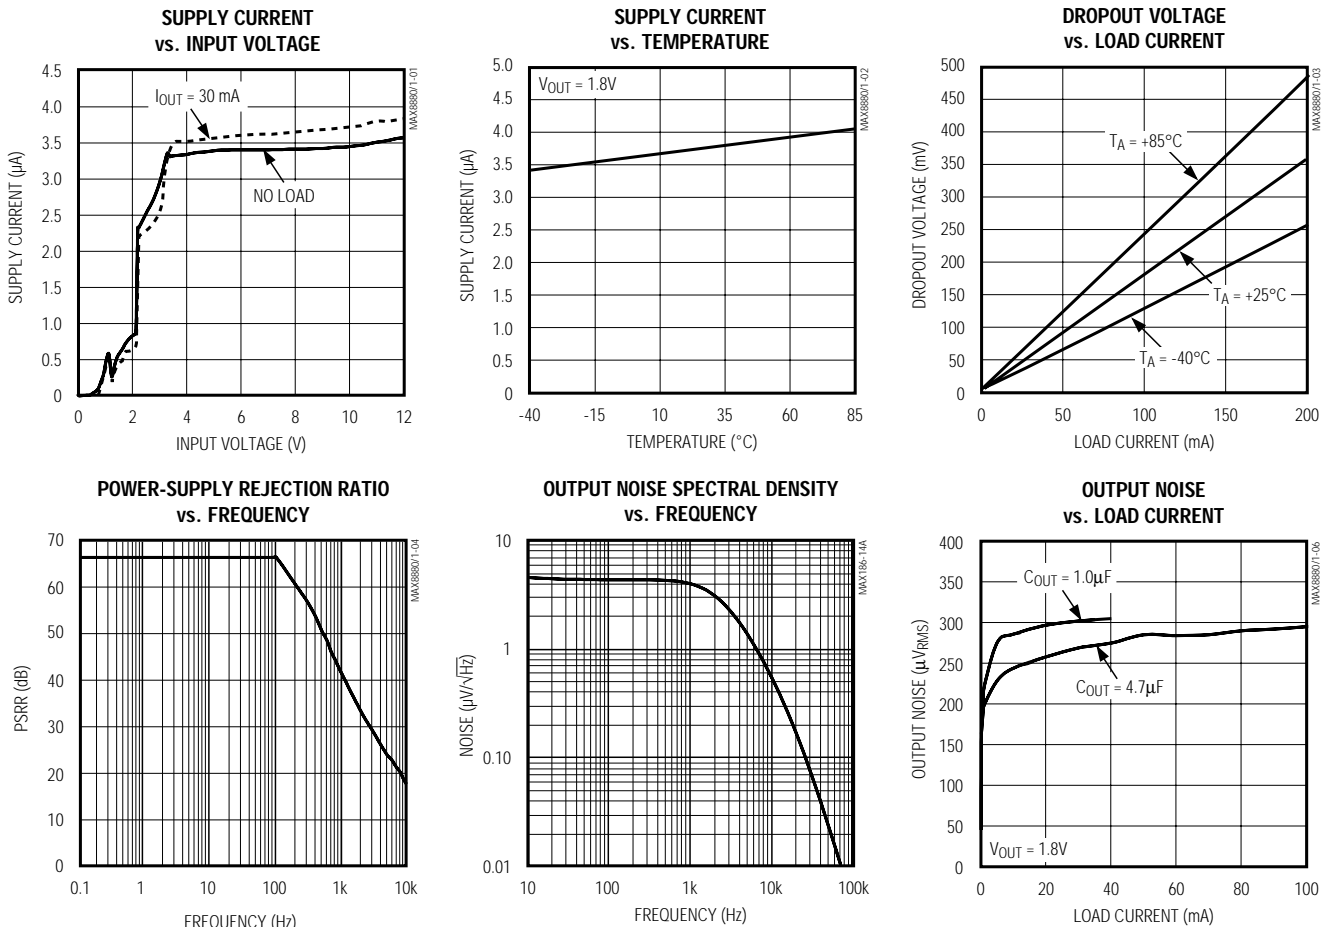 SUPPLY CURRENT
vs. INPUT VOLTAGE
4.5
4.0
3.5
3.0
2.5
2.0
1.5
1.0
0.5
0
SUPPLY CURRENT (μA)
IOUT = 30 mA
NO LOAD
MAX8880/1-01
0 2 4 6 8 10 12
INPUT VOLTAGE (V)
SUPPLY CURRENT
vs. TEMPERATURE
5.0
4.5
4.0
3.5
3.0
2.5
2.0
1.5
1.0
0.5
0
SUPPLY CURRENT (μA)
VOUT = 1.8V
MAX8880/1-02
-40 -15 10 35 60 85
TEMPERATURE (°C)
DROPOUT VOLTAGE
vs. LOAD CURRENT
500
450
400
350
300
250
200
150
100
50
0
DROPOUT VOLTAGE (mV)
TA = +85°C
TA = +25°C
TA = -40°C
MAX8880/1-03
0 50 100 150 200
LOAD CURRENT (mA)
POWER-SUPPLY REJECTION RATIO
vs. FREQUENCY
70
60
50
40
30
20
10
0
PSRR (dB)
MAX8880/1-04
0.1 1 10 100 1k 10k
FREQUENCY (Hz)
OUTPUT NOISE SPECTRAL DENSITY
vs. FREQUENCY
10
1
0.10
0.01
NOISE (μV/√Hz)
MAX186-14A
10 100 1k 10k 100k
FREQUENCY (Hz)
OUTPUT NOISE
vs. LOAD CURRENT
400
350
300
250
200
150
100
50
0
OUTPUT NOISE (μVRMS)
COUT = 1.0μF
COUT = 4.7μF
VOUT = 1.8V
MAX8880/1-06
0 20 40 60 80 100
LOAD CURRENT (mA)